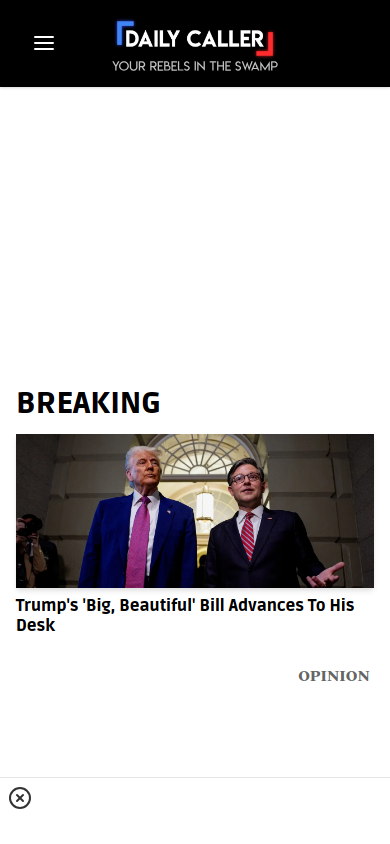 DAILY CALLER
YOUR REBELS IN THE SWAMP
BREAKING
Trump's 'Big, Beautiful' Bill Advances To His
Desk
OPINION